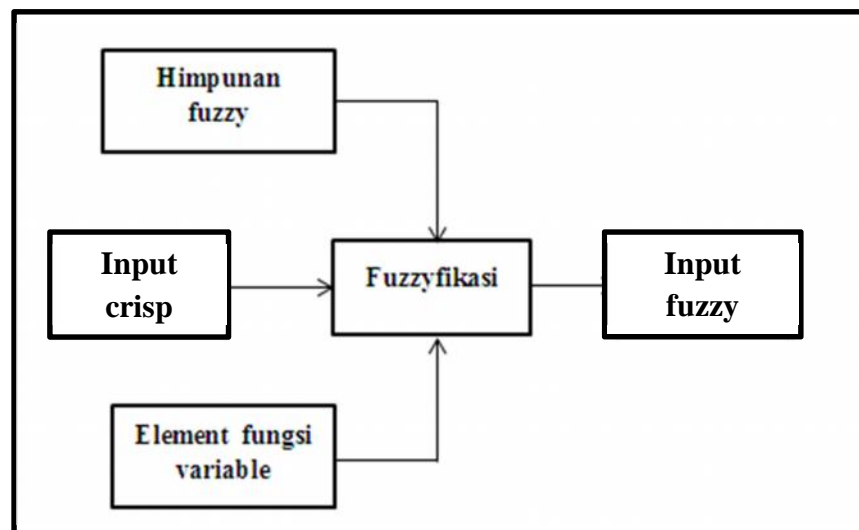 Himpunan
fuzzy
Input
crisp
Fuzzyfikasi
Input
fuzzy
Element fungsi
variable